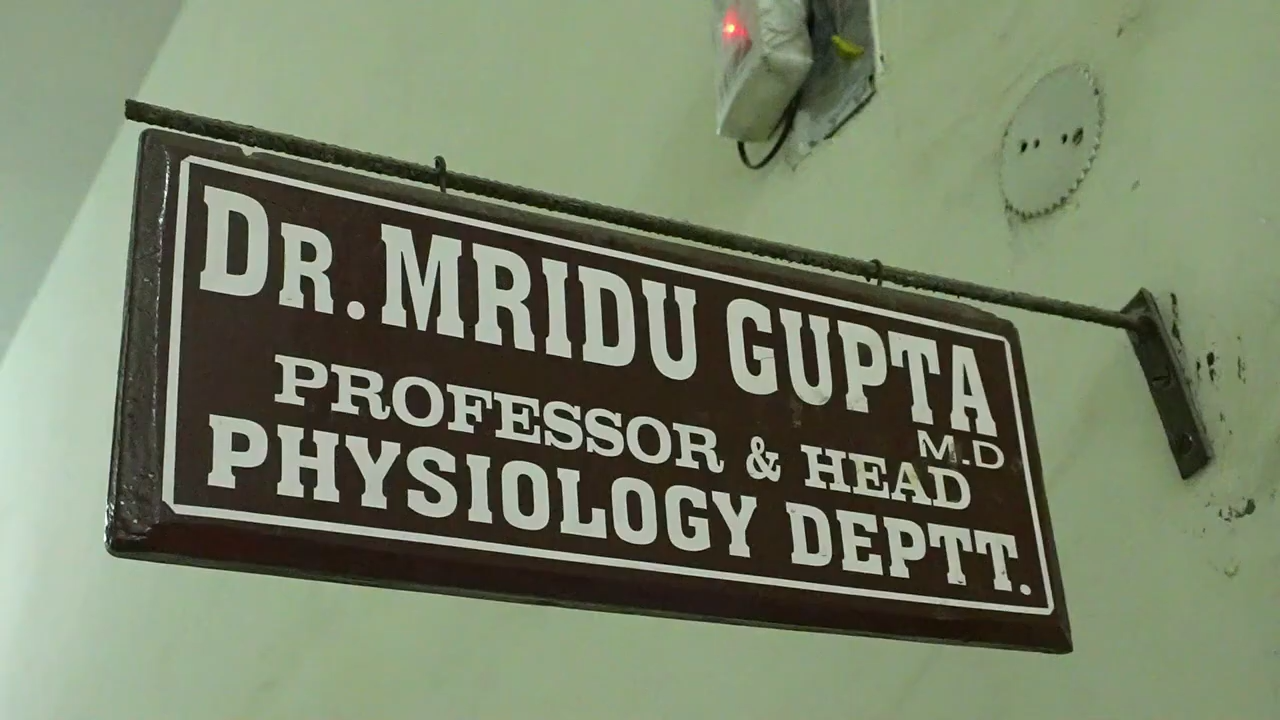 DR. MRIDU GUPTA
M.D
PROFESSOR & HEAD
PHYSIOLOGY DEPTT.